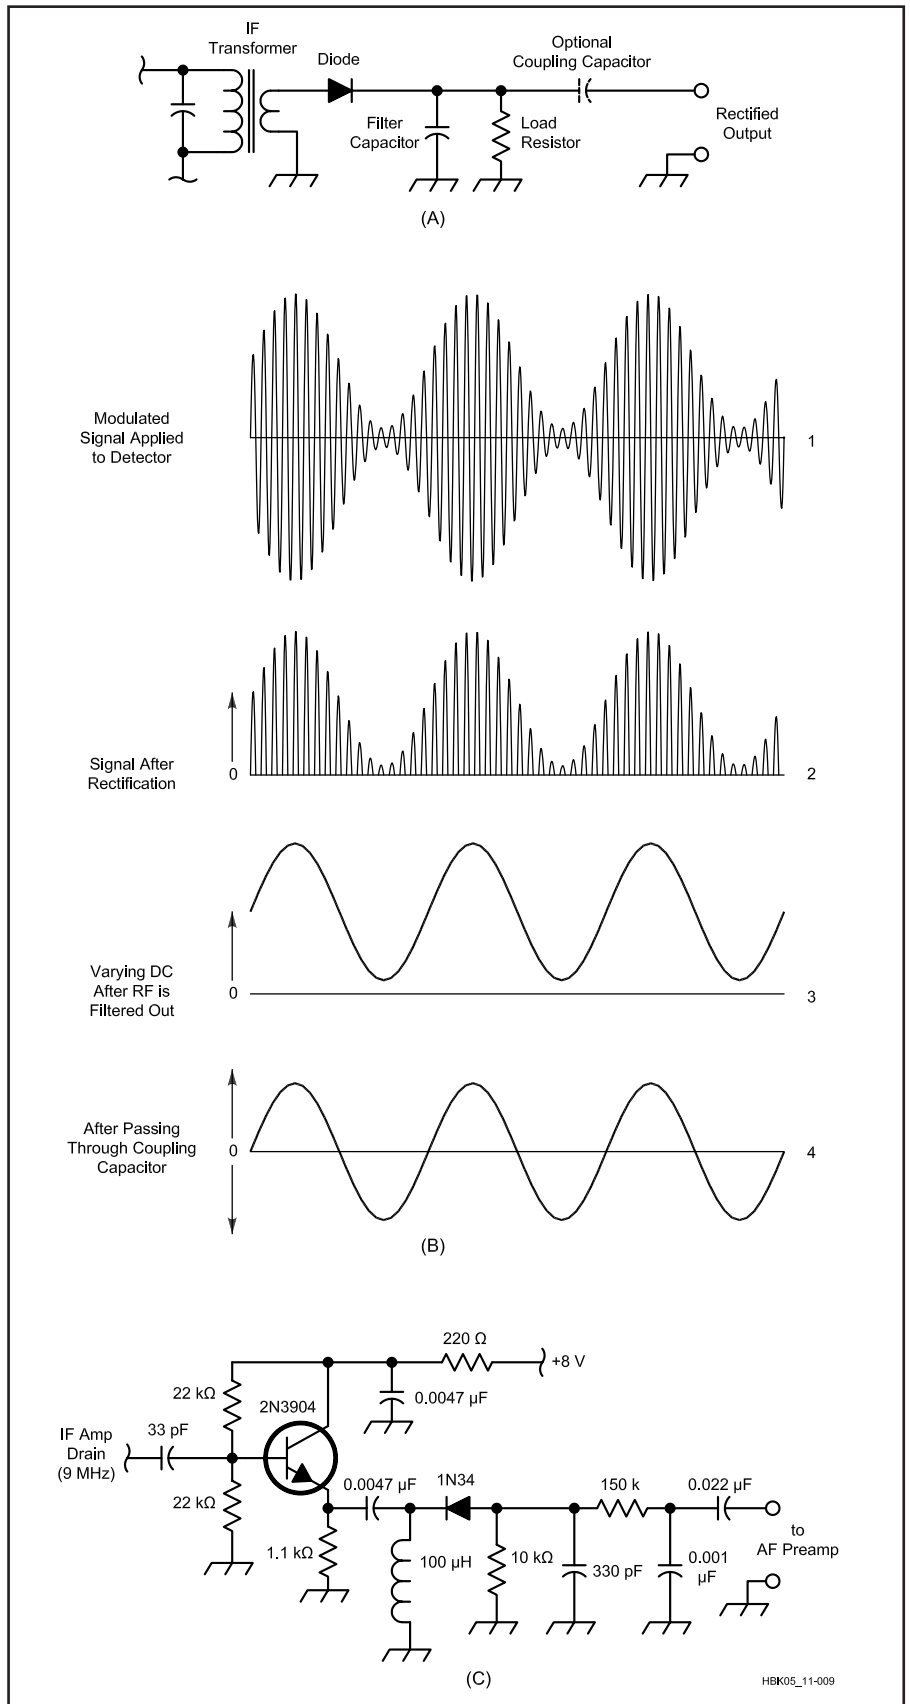 IF
Transformer
Diode
Optional
Coupling Capacitor
Filter
Capacitor
Load
Resistor
Rectified
Output
(A)
Modulated
Signal Applied
to Detector
1
Signal After
Rectification
0
2
Varying DC
After RF is
Filtered Out
0
3
After Passing
Through Coupling
Capacitor
0
4
(B)
220 Ω
+8 V
22 kΩ
2N3904
0.0047 µF
IF Amp
Drain
(9 MHz)
33 pF
22 kΩ
0.0047 µF
1N34
150 k
0.022 µF
to
AF Preamp
1.1 kΩ
100 µH
10 kΩ
330 pF
0.001
µF
(C)
HBK05_11-009